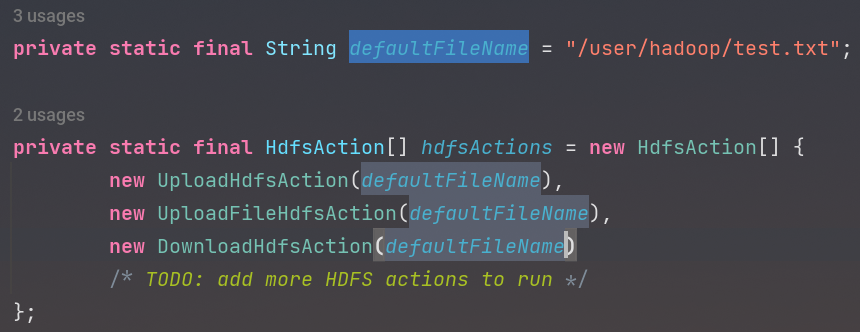 3 usages
private static final String defaultFileName = "/user/hadoop/test.txt";
2 usages
private static final HdfsAction[] hdfsActions = new HdfsAction[] {
new UploadHdfsAction(defaultFileName),
new UploadFileHdfsAction(defaultFileName),
new DownloadHdfsAction(defaultFileName)
/* TODO: add more HDFS actions to run */
};